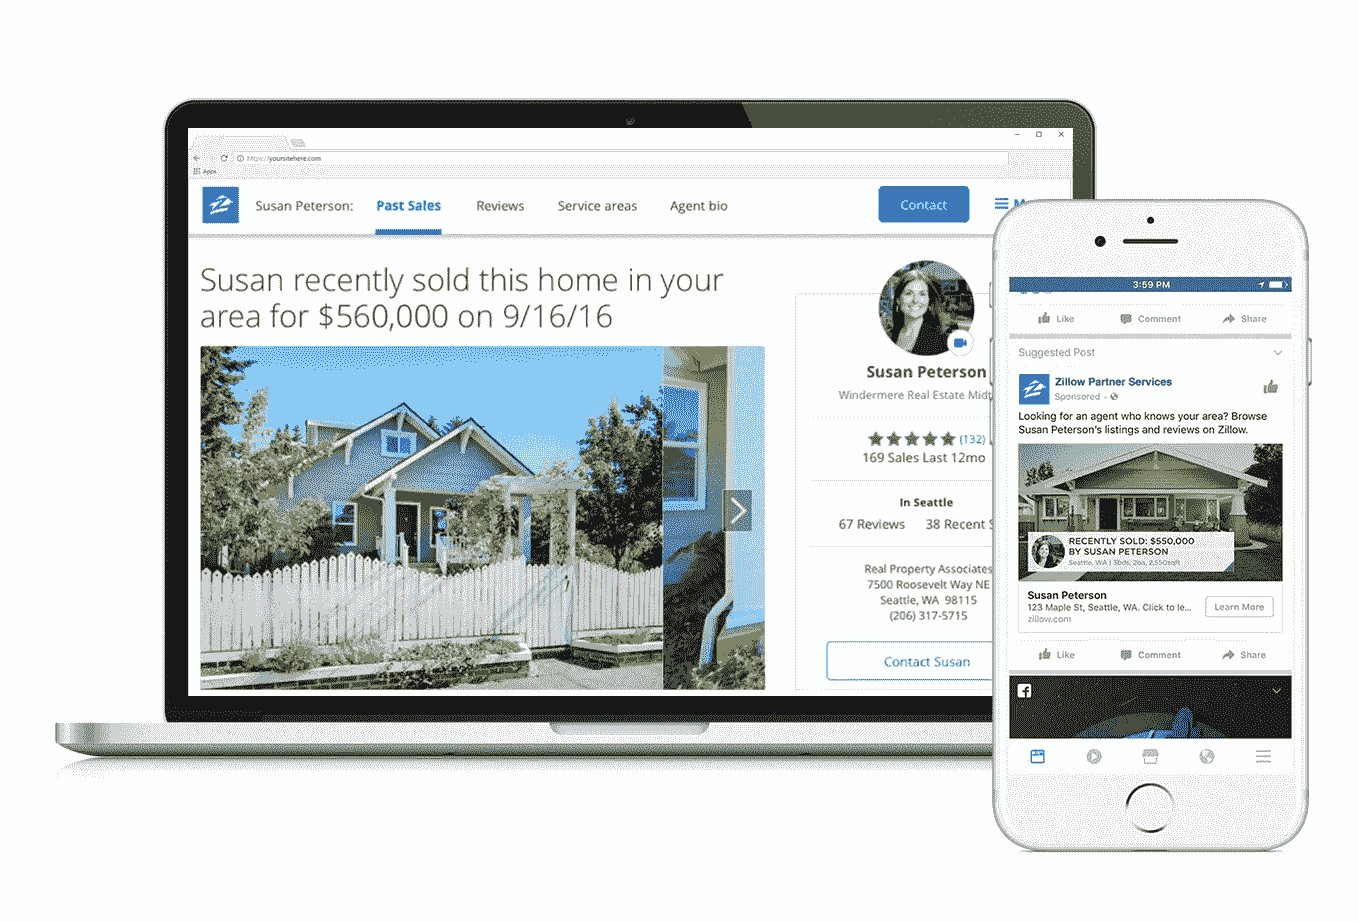 https://yoursitehere.com
Apps
Susan Peterson:
Past Sales
Reviews
Service areas
Agent bio
Contact
Susan recently sold this home in your
area for $560,000 on 9/16/16
Susan Peterson
Windermere Real Estate
(132)
169 Sales Last 12mo
In Seattle
67 Reviews
38 Recent
Real Property Associates
7500 Roosevelt Way NE
Seattle, WA 98115
(206) 317-5715
Contact Susan
3:59 PM
Like
Comment
Share
Suggested Post
Zillow Partner Services
Sponsored
Looking for an agent who knows your area? Browse
Susan Peterson's listings and reviews on Zillow.
RECENTLY SOLD: $550,000
BY SUSAN PETERSON
Seattle, WA | 3bds, 2ba, 2,550sqft
Susan Peterson
123 Maple St, Seattle, WA. Click to le...
zillow.com
Learn More
Like
Comment
Share